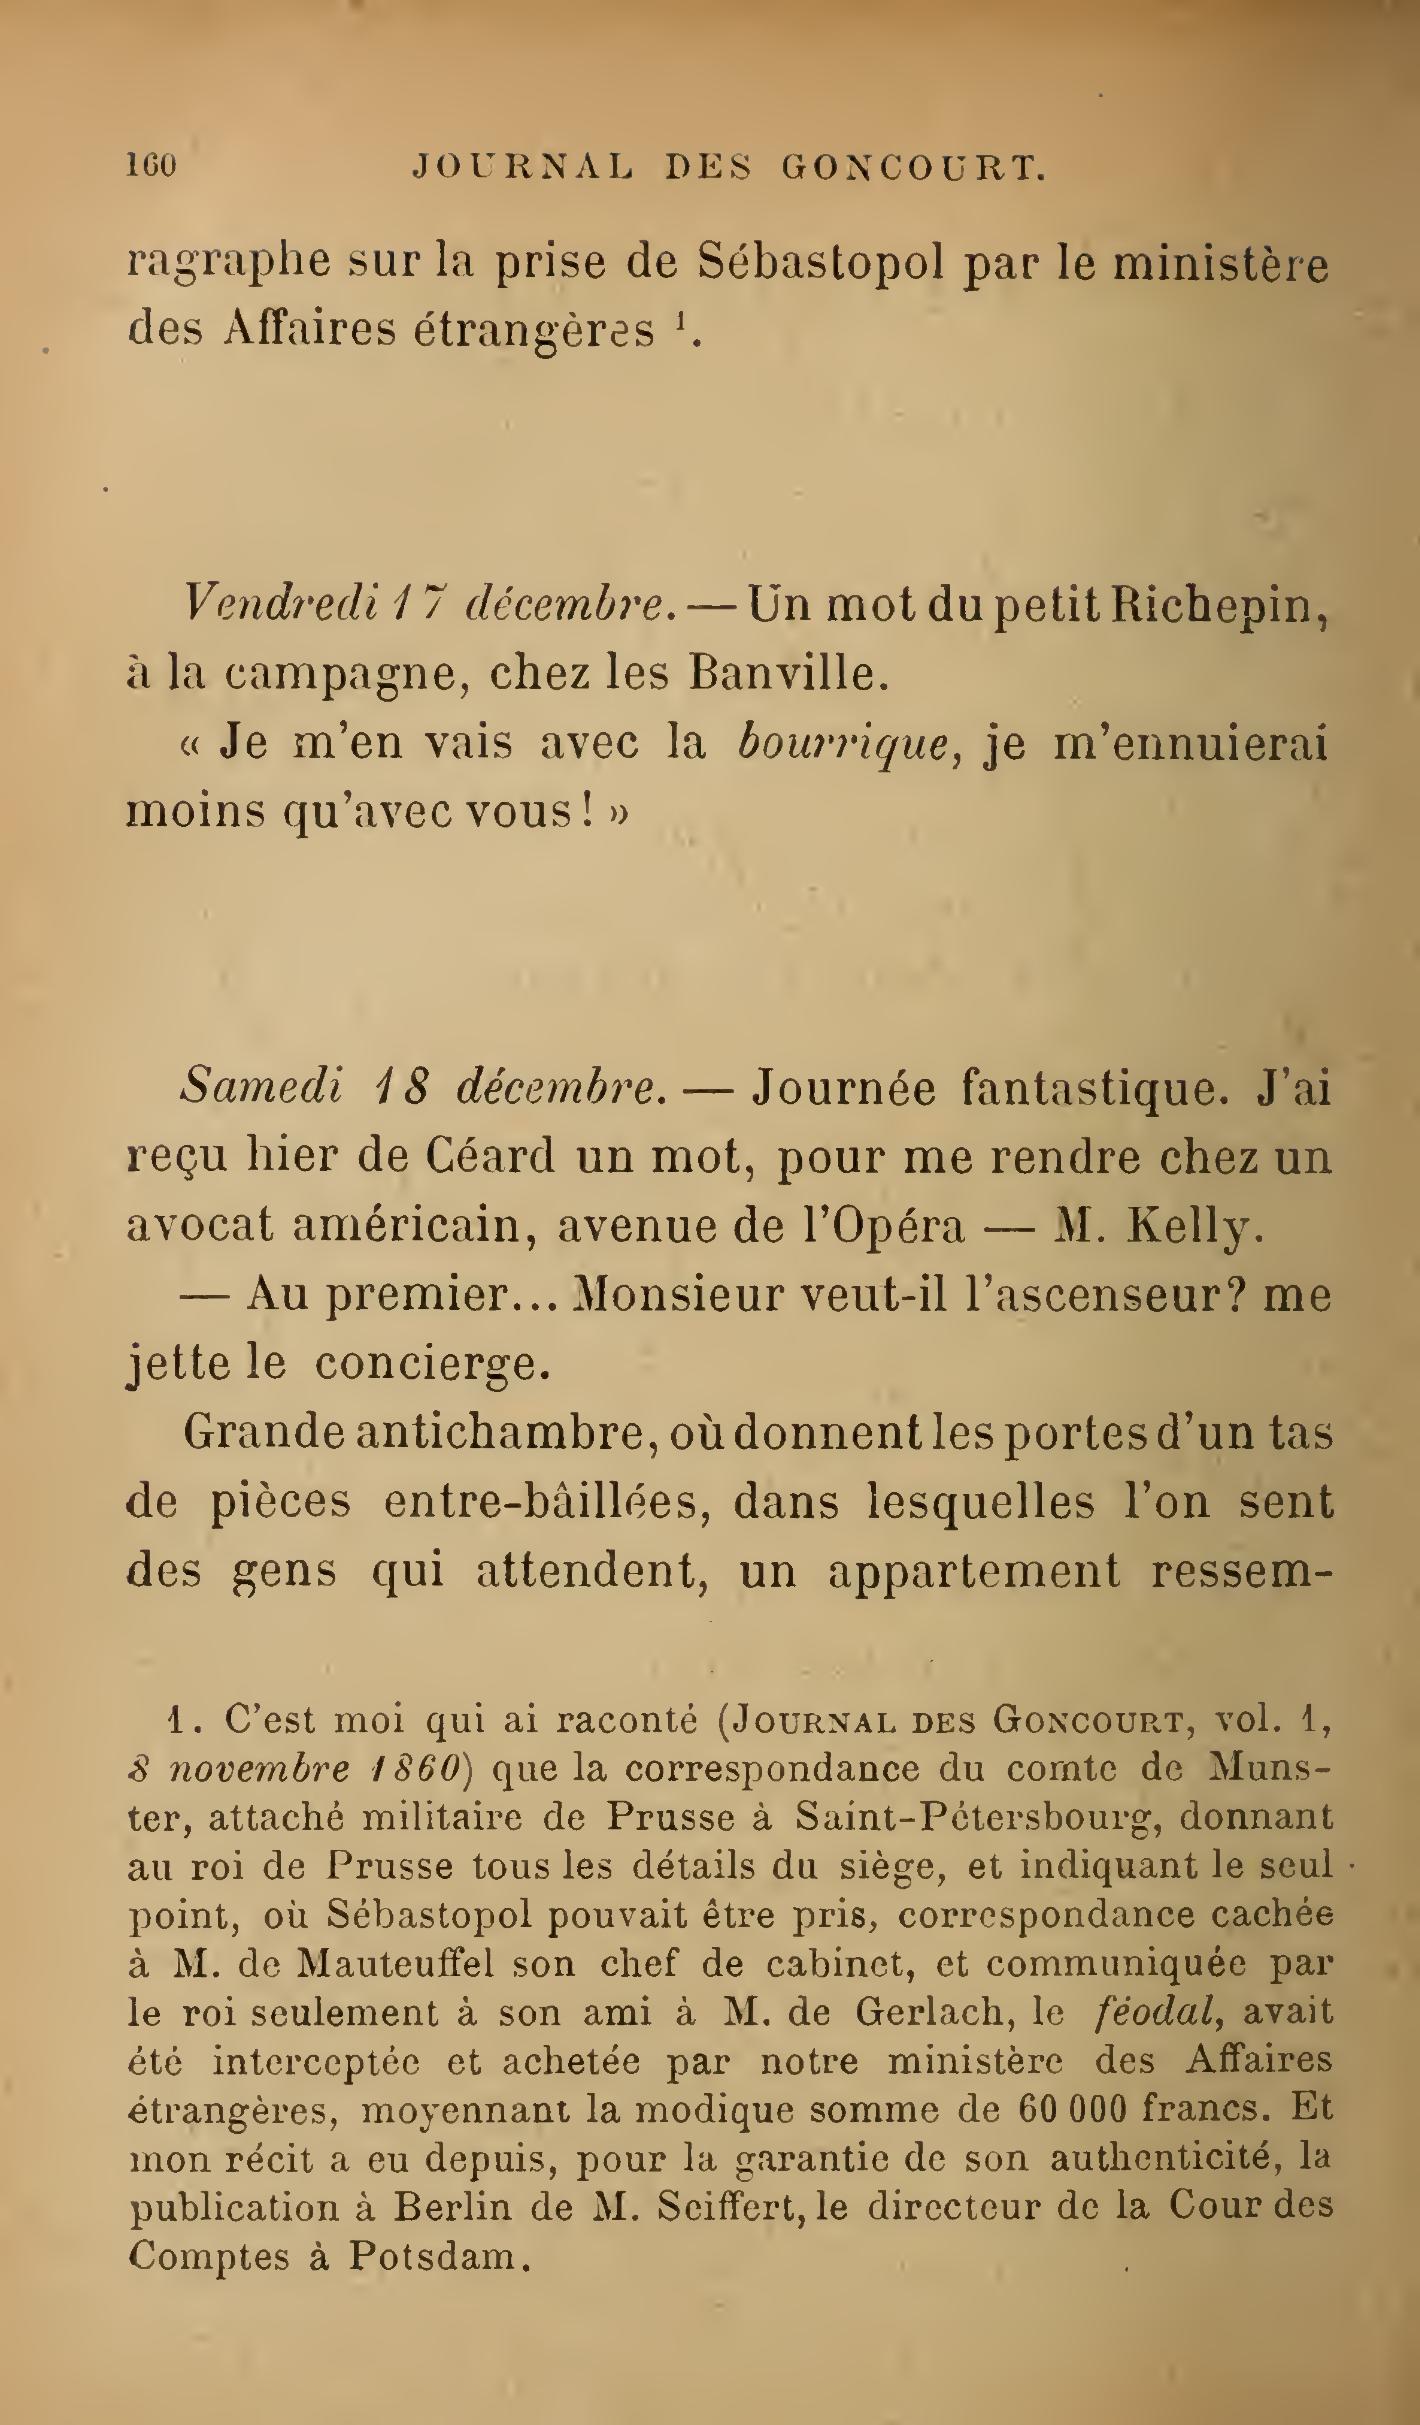 160 JOURNAL DES GONCOURT.
ragraphe sur la prise de Sébastopol par le ministère
des Affaires étrangères ¹.
Vendredi 17 décembre. — Un mot du petit Richepin,
à la campagne, chez les Banville.
« Je m'en vais avec la bourrique, je m'ennuierai
moins qu'avec vous ! »
Samedi 18 décembre. — Journée fantastique. J'ai
reçu hier de Céard un mot, pour me rendre chez un
avocat américain, avenue de l'Opéra — M. Kelly.
— Au premier... Monsieur veut-il l'ascenseur? me
jette le concierge.
Grande antichambre, où donnent les portes d'un tas
de pièces entre-bâillées, dans lesquelles l'on sent
des gens qui attendent, un appartement ressem-
1. C'est moi qui ai raconté (JOURNAL DES GONCOURT, vol. 1,
8 novembre 1860) que la correspondance du comte de Muns-
ter, attaché militaire de Prusse à Saint-Pétersbourg, donnant
au roi de Prusse tous les détails du siège, et indiquant le seul
point, où Sébastopol pouvait être pris, correspondance cachée
à M. de Mauteuffel son chef de cabinet, et communiquée par
le roi seulement à son ami à M. de Gerlach, le féodal, avait
été interceptée et achetée par notre ministère des Affaires
étrangères, moyennant la modique somme de 60 000 francs. Et
mon récit a eu depuis, pour la garantie de son authenticité, la
publication à Berlin de M. Seiffert, le directeur de la Cour des
Comptes à Potsdam.